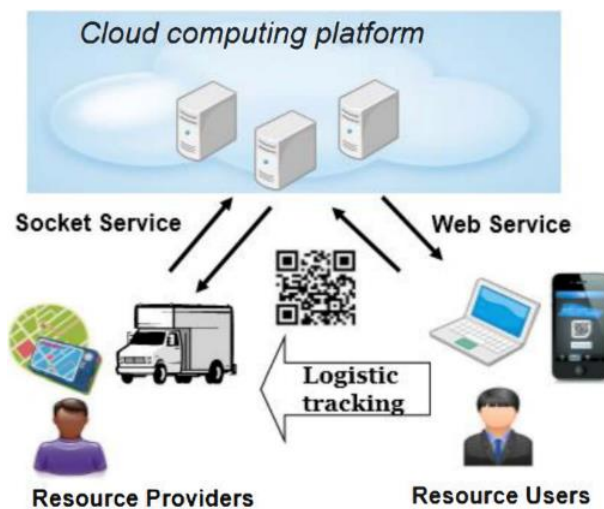 Cloud computing platform
Socket Service
Web Service
Logistic
tracking
Resource Providers
Resource Users